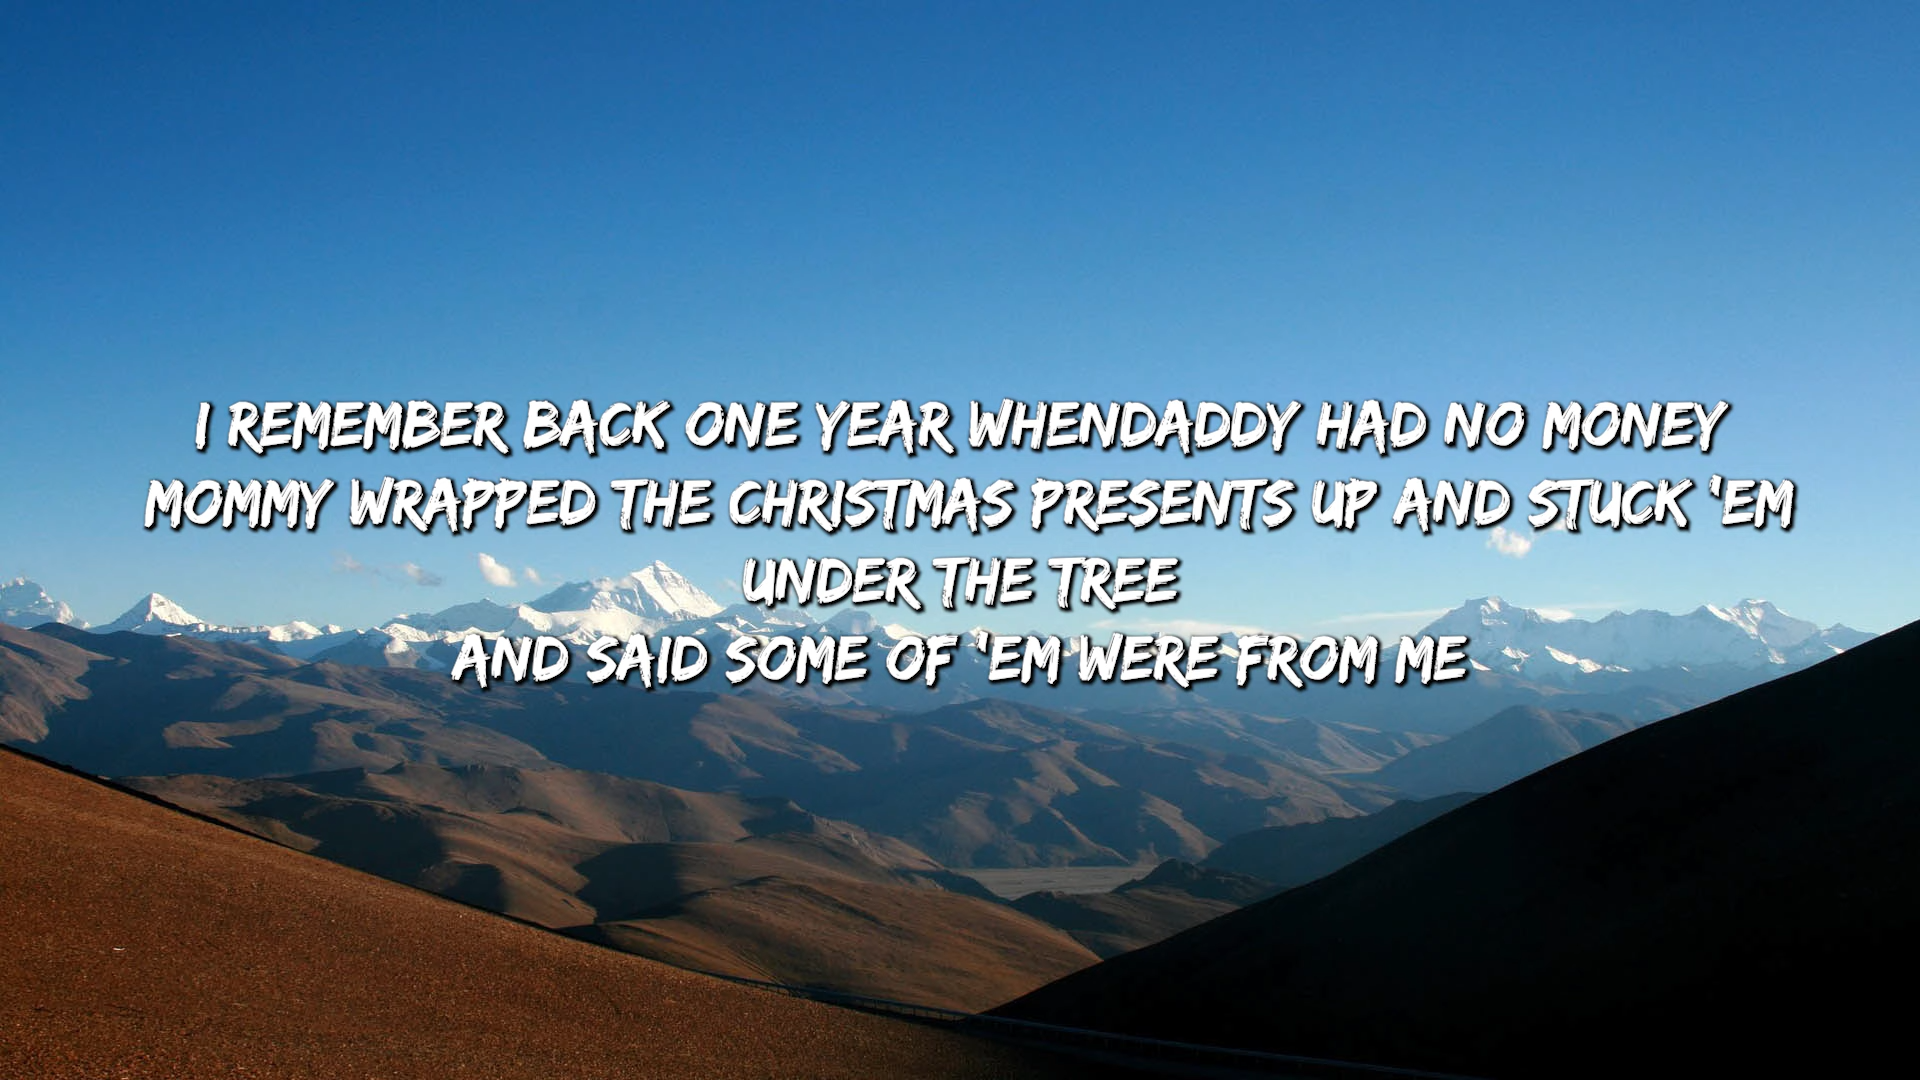 I REMEMBER BACK ONE YEAR WHENDADDY HAD NO MONEY
MOMMY WRAPPED THE CHRISTMAS PRESENTS UP AND STUCK 'EM
UNDER THE TREE
AND SAID SOME OF 'EM WERE FROM ME